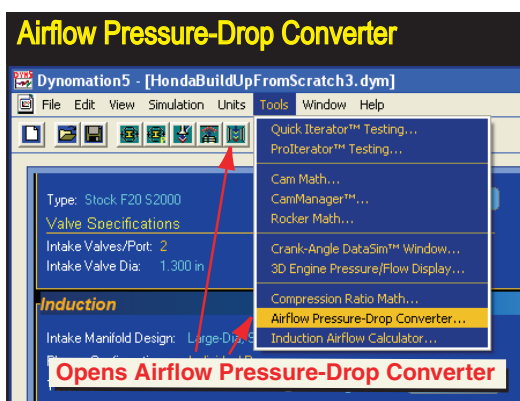 Airflow Pressure-Drop Converter
Dynomation5 - [HondaBuildUpFromScratch3.dym]
File Edit View Simulation Units Tools Window Help
Quick Iterator™ Testing...
ProIterator™ Testing...
Cam Math...
CamManager™...
Rocker Math...
Crank-Angle DataSim™ Window...
3D Engine Pressure/Flow Display...
Compression Ratio Math...
Airflow Pressure-Drop Converter...
Induction Airflow Calculator...
Type: Stock F20 S2000
Valve Specifications
Intake Valves/Port: 2
Intake Valve Dia: 1.300 in
Induction
Intake Manifold Design: Large-Dia, S
Opens Airflow Pressure-Drop Converter